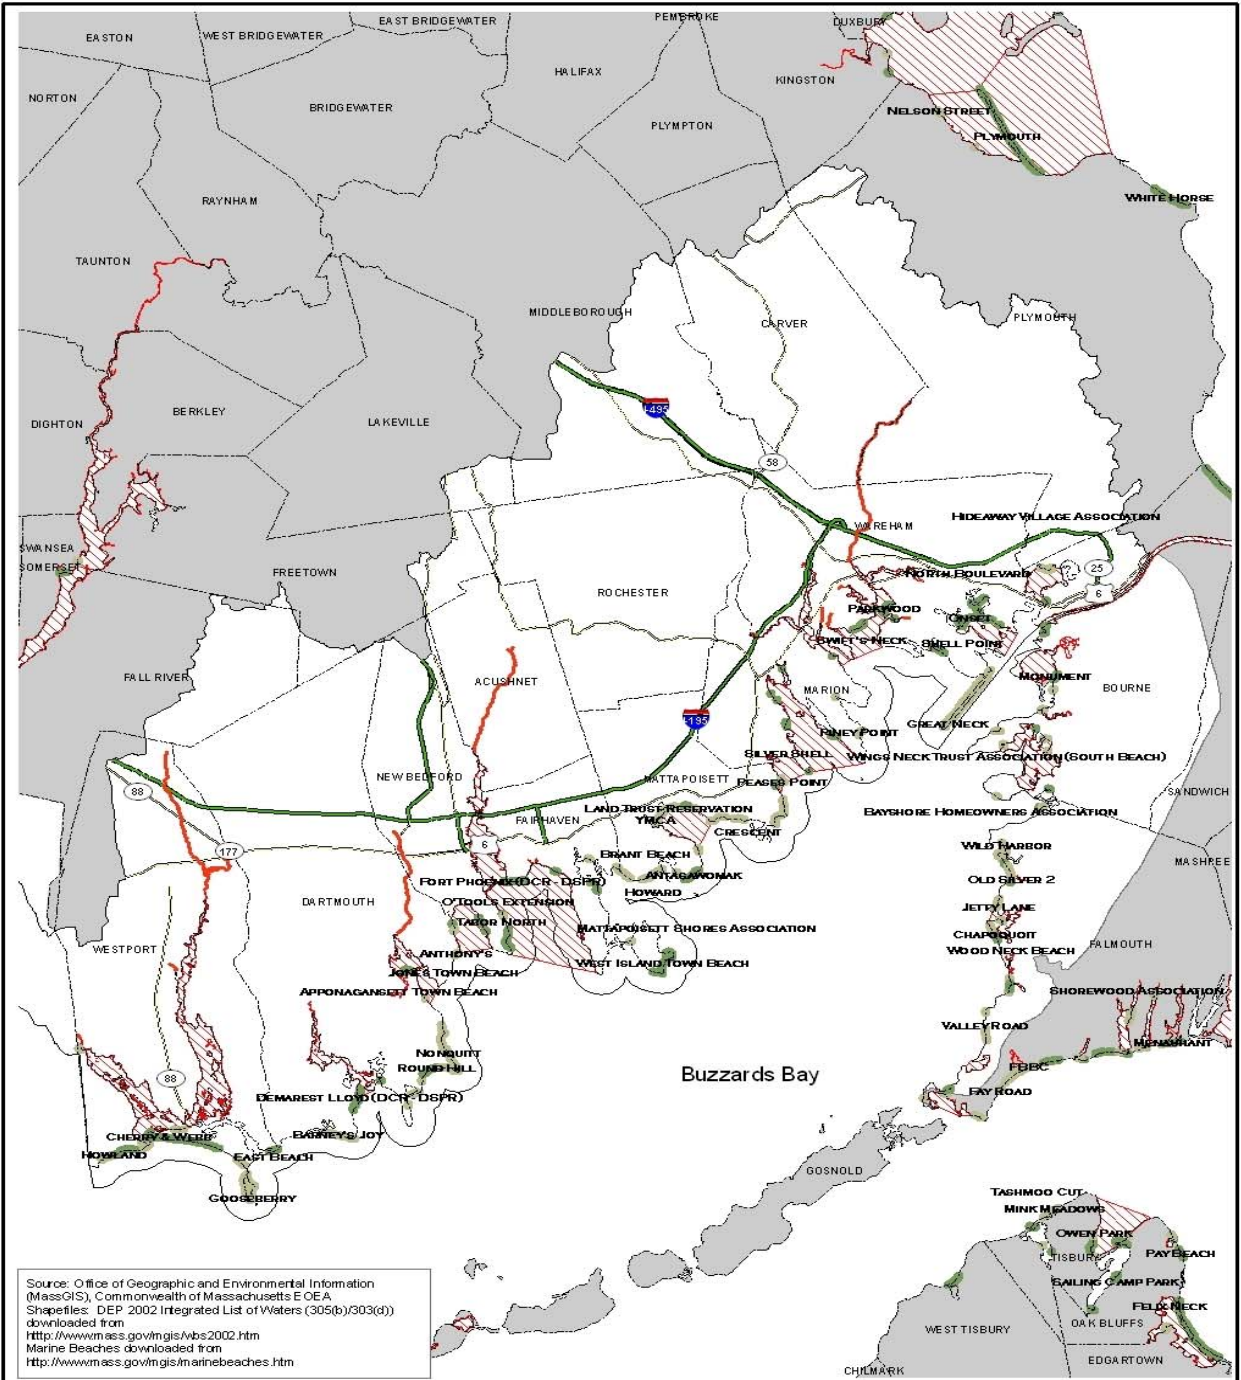 EAST BRIDGEWATER
PEMBROKE
DUXBURY
EASTON
WEST BRIDGEWATER
HALIFAX
KINGSTON
NORTON
BRIDGEWATER
NELSON STREET
PLYMPTON
PLYMOUTH
RAYNHAM
WHITE HORSE
TAUNTON
MIDDLEBOROUGH
CARVER
PLYMOUTH
I-495
BERKLEY
DIGHTON
LAKEVILLE
58
HIDEAWAY VILLAGE ASSOCIATION
WAREHAM
SWANSEA
SOMERSET
FREETOWN
NORTH BOULEVARD
25
ROCHESTER
6
PARKWOOD
ONSET
SWIFT'S NECK
SHELL POINT
FALL RIVER
ACUSHNET
MARION
MONUMENT
BOURNE
I-195
GREAT NECK
PINEY POINT
SILVER SHELL
WINGS NECK TRUST ASSOCIATION (SOUTH BEACH)
NEW BEDFORD
MATTAPOISETT
PEASES POINT
88
SANDWICH
LAND TRUST RESERVATION
YMCA
BAYSHORE HOMEOWNERS ASSOCIATION
FAIRHAVEN
CRESCENT
6
177
WILD HARBOR
BRANT BEACH
MASHPEE
ANTASAWOMAK
OLD SILVER 2
FORT PHOENIX (DCR - DSPR)
HOWARD
DARTMOUTH
O'TOOLS EXTENSION
JETTY LANE
TABOR NORTH
MATTAPOISETT SHORES ASSOCIATION
CHAPOQUOIT
FALMOUTH
WESTPORT
ANTHONY'S
WOOD NECK BEACH
WEST ISLAND TOWN BEACH
JONES TOWN BEACH
APPONAGANSETT TOWN BEACH
SHOREWOOD ASSOCIATION
VALLEY ROAD
MENAUHANT
NONQUITT
ROUND HILL
FBBC
Buzzards Bay
88
FAY ROAD
DEMAREST LLOYD (DCR - DSPR)
CHERRY & WEBB
BARNEY'S JOY
HOWLAND
EAST BEACH
GOSNOLD
GOOSEBERRY
TASHMOO CUT
MINK MEADOWS
OWEN PARK
TISBURY
PAY BEACH
SAILING CAMP PARK
FELIX NECK
WEST TISBURY
OAK BLUFFS
EDGARTOWN
CHILMARK
Source: Office of Geographic and Environmental Information
(MassGIS), Commonwealth of Massachusetts EOEA
Shapefiles: DEP 2002 Integrated List of Waters (305(b)/303(d))
downloaded from
http://www.mass.gov/mgis/wbs2002.htm
Marine Beaches downloaded from
http://www.mass.gov/mgis/marinebeaches.htm